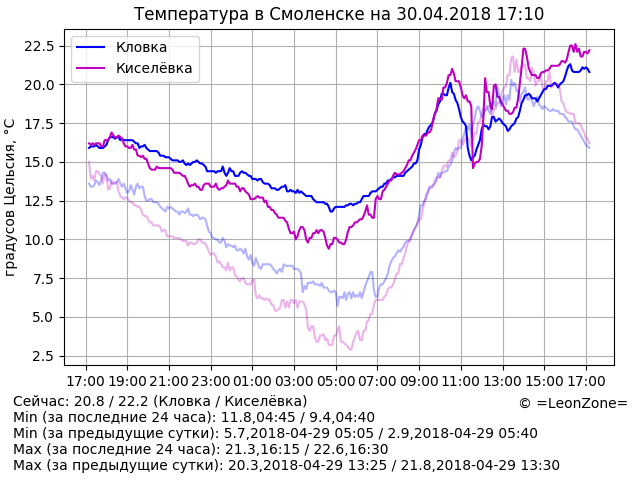 Температура в Смоленске на 30.04.2018 17:10
Кловка
Киселёвка
градусов Цельсия, °C
22.5
20.0
17.5
15.0
12.5
10.0
7.5
5.0
2.5
17:00 19:00 21:00 23:00 01:00 03:00 05:00 07:00 09:00 11:00 13:00 15:00 17:00
Сейчас: 20.8 / 22.2 (Кловка / Киселёвка)
© =LeonZone=
Min (за последние 24 часа): 11.8,04:45 / 9.4,04:40
Min (за предыдущие сутки): 5.7,2018-04-29 05:05 / 2.9,2018-04-29 05:40
Max (за последние 24 часа): 21.3,16:15 / 22.6,16:30
Max (за предыдущие сутки): 20.3,2018-04-29 13:25 / 21.8,2018-04-29 13:30